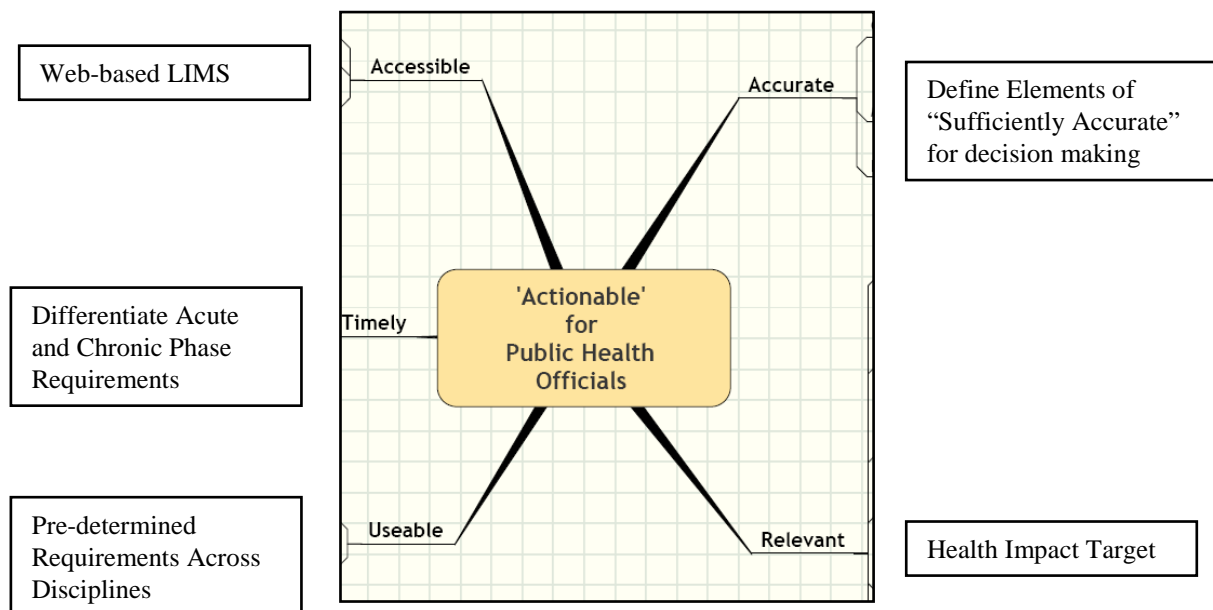 Web-based LIMS
Accessible
Accurate
Define Elements of
“Sufficiently Accurate”
for decision making
Differentiate Acute
and Chronic Phase
Requirements
Timely
'Actionable'
for
Public Health
Officials
Pre-determined
Requirements Across
Disciplines
Useable
Relevant
Health Impact Target